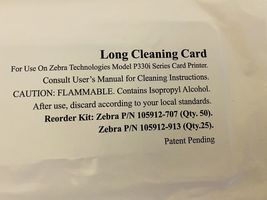 Long Cleaning Card
For Use On Zebra Technologies Model P330i Series Card Printer.
Consult User's Manual for Cleaning Instructions.
CAUTION: FLAMMABLE. Contains Isopropyl Alcohol.
After use, discard according to your local standards.
Reorder Kit: Zebra P/N 105912-707 (Qty. 50).
Zebra P/N 105912-913 (Qty.25).
Patent Pending